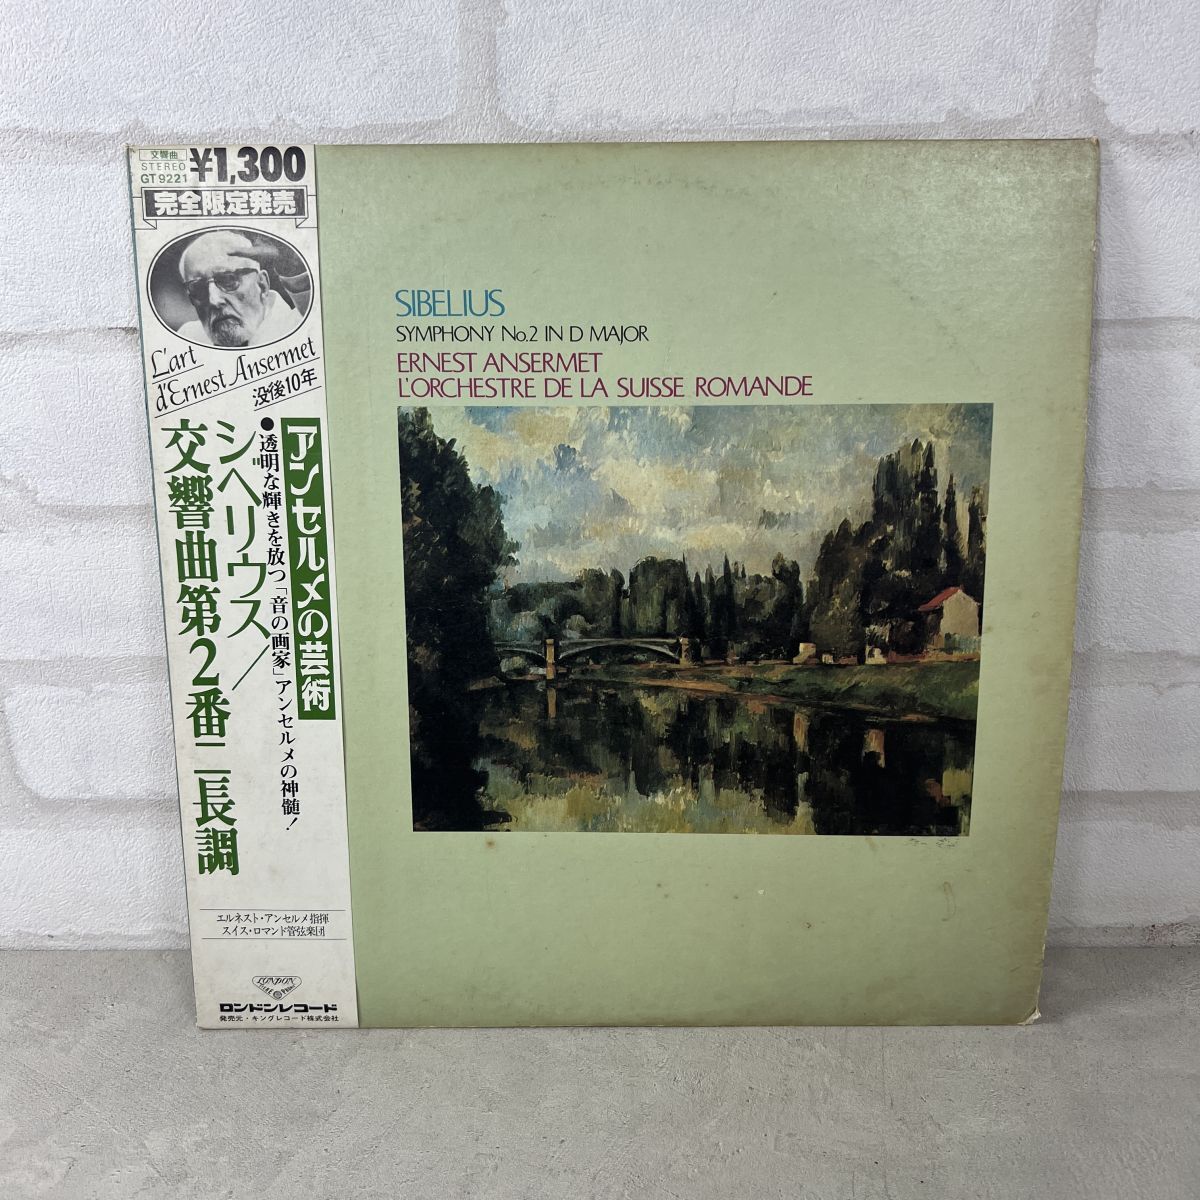 交響曲
STEREO
GT9221
¥1,300
完全限定発売
L'art
d'Ernest Ansermet
没後10年
アンセルメの芸術
●透明な輝きを放つ「音の画家」アンセルメの神髄!
シベリウス/
交響曲第2番ニ長調
エルネスト・アンセルメ指揮
スイス・ロマンド管弦楽団
LONDON
ロンドンレコード
発売元・キングレコード株式会社
SIBELIUS
SYMPHONY No.2 IN D MAJOR
ERNEST ANSERMET
L'ORCHESTRE DE LA SUISSE ROMANDE